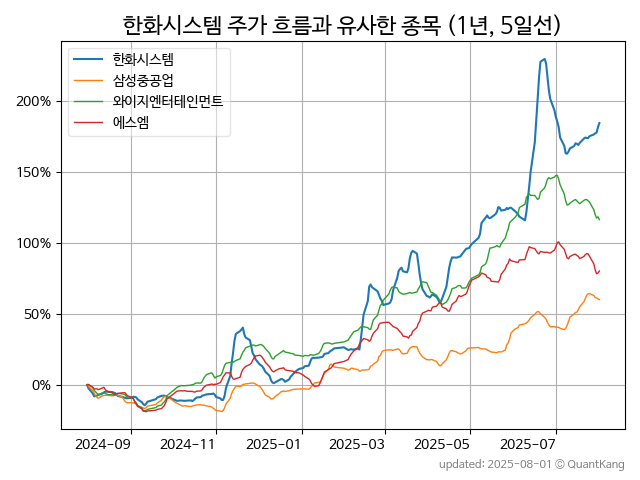 한화시스템 주가 흐름과 유사한 종목 (1년, 5일선)
한화시스템
삼성중공업
와이지엔터테인먼트
에스엠
200%
150%
100%
50%
0%
2024-09 2024-11 2025-01 2025-03 2025-05 2025-07
updated: 2025-08-01 © QuantKang